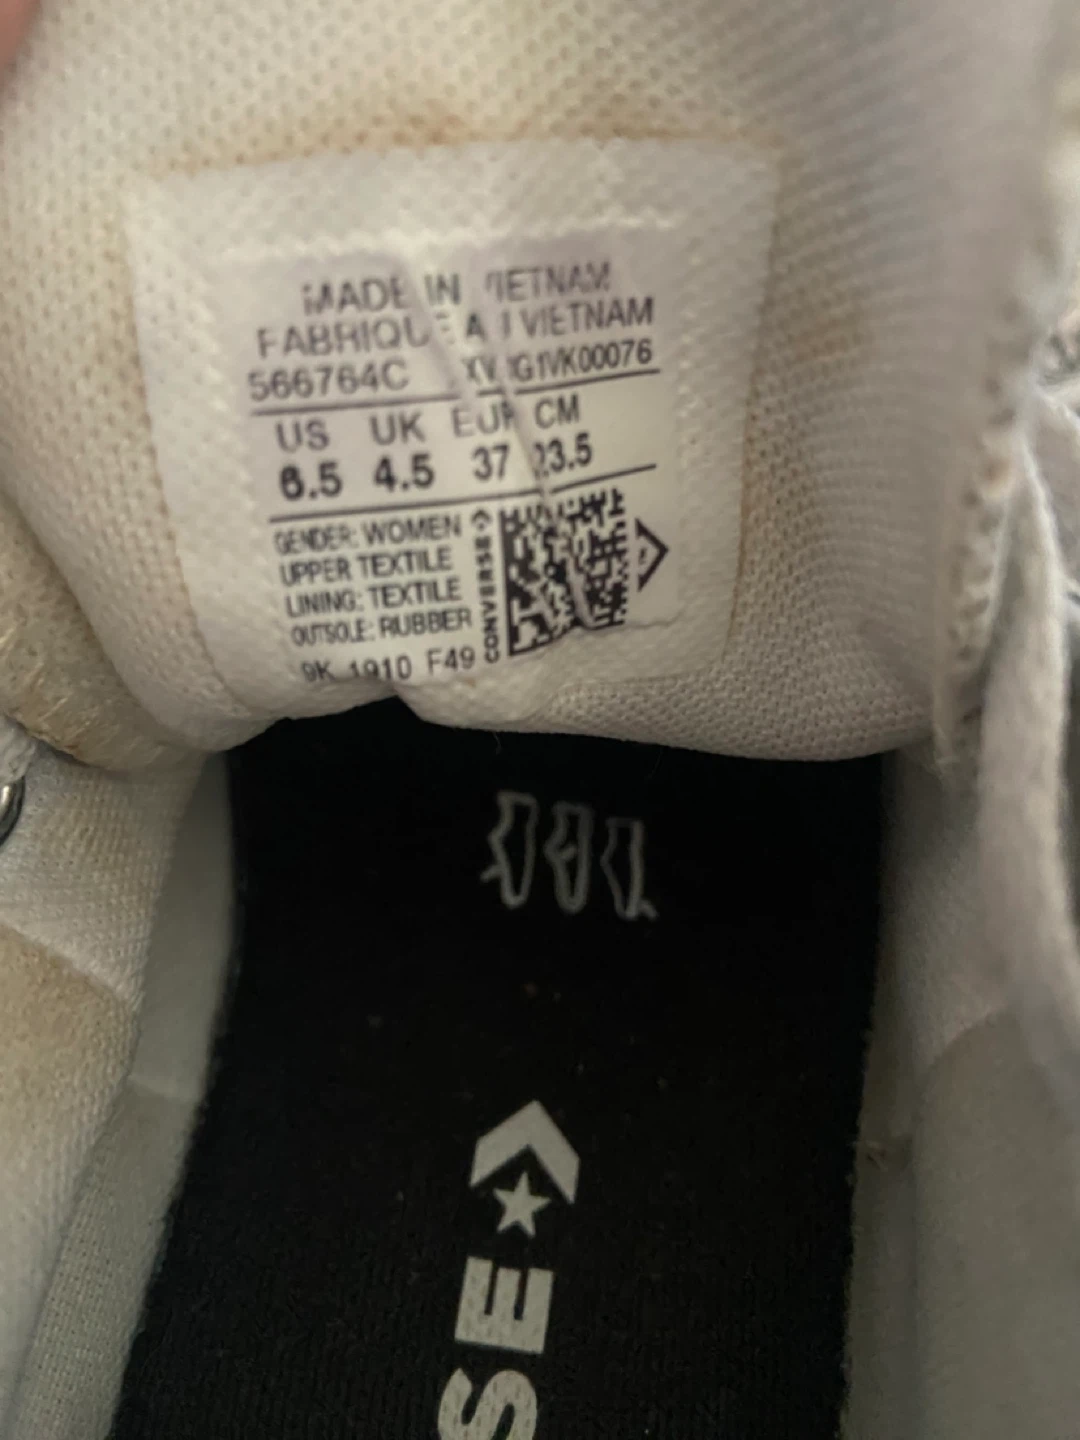 MADE IN VIETNAM
FABRIQUE AU VIETNAM
566764C
US UK EUR CM
6.5 4.5 37 23.5
GENDER: WOMEN
UPPER TEXTILE
LINING: TEXTILE
OUTSOLE: RUBBER
9K 1910 F49
CONVERSE
SE